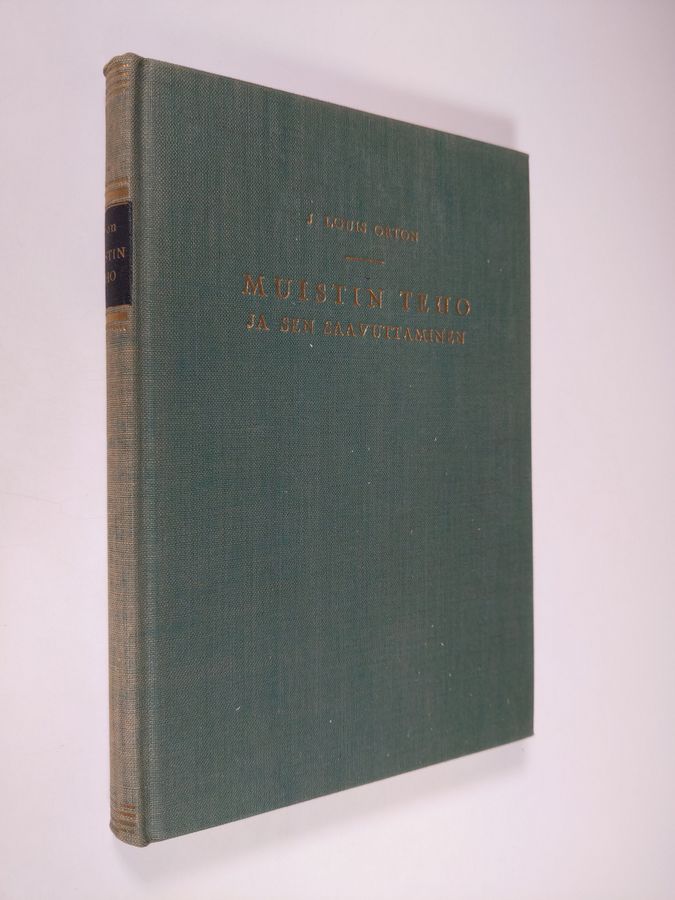 J. LOUIS ORTON
MUISTIN TEHO
JA SEN SAAVUTTAMINEN